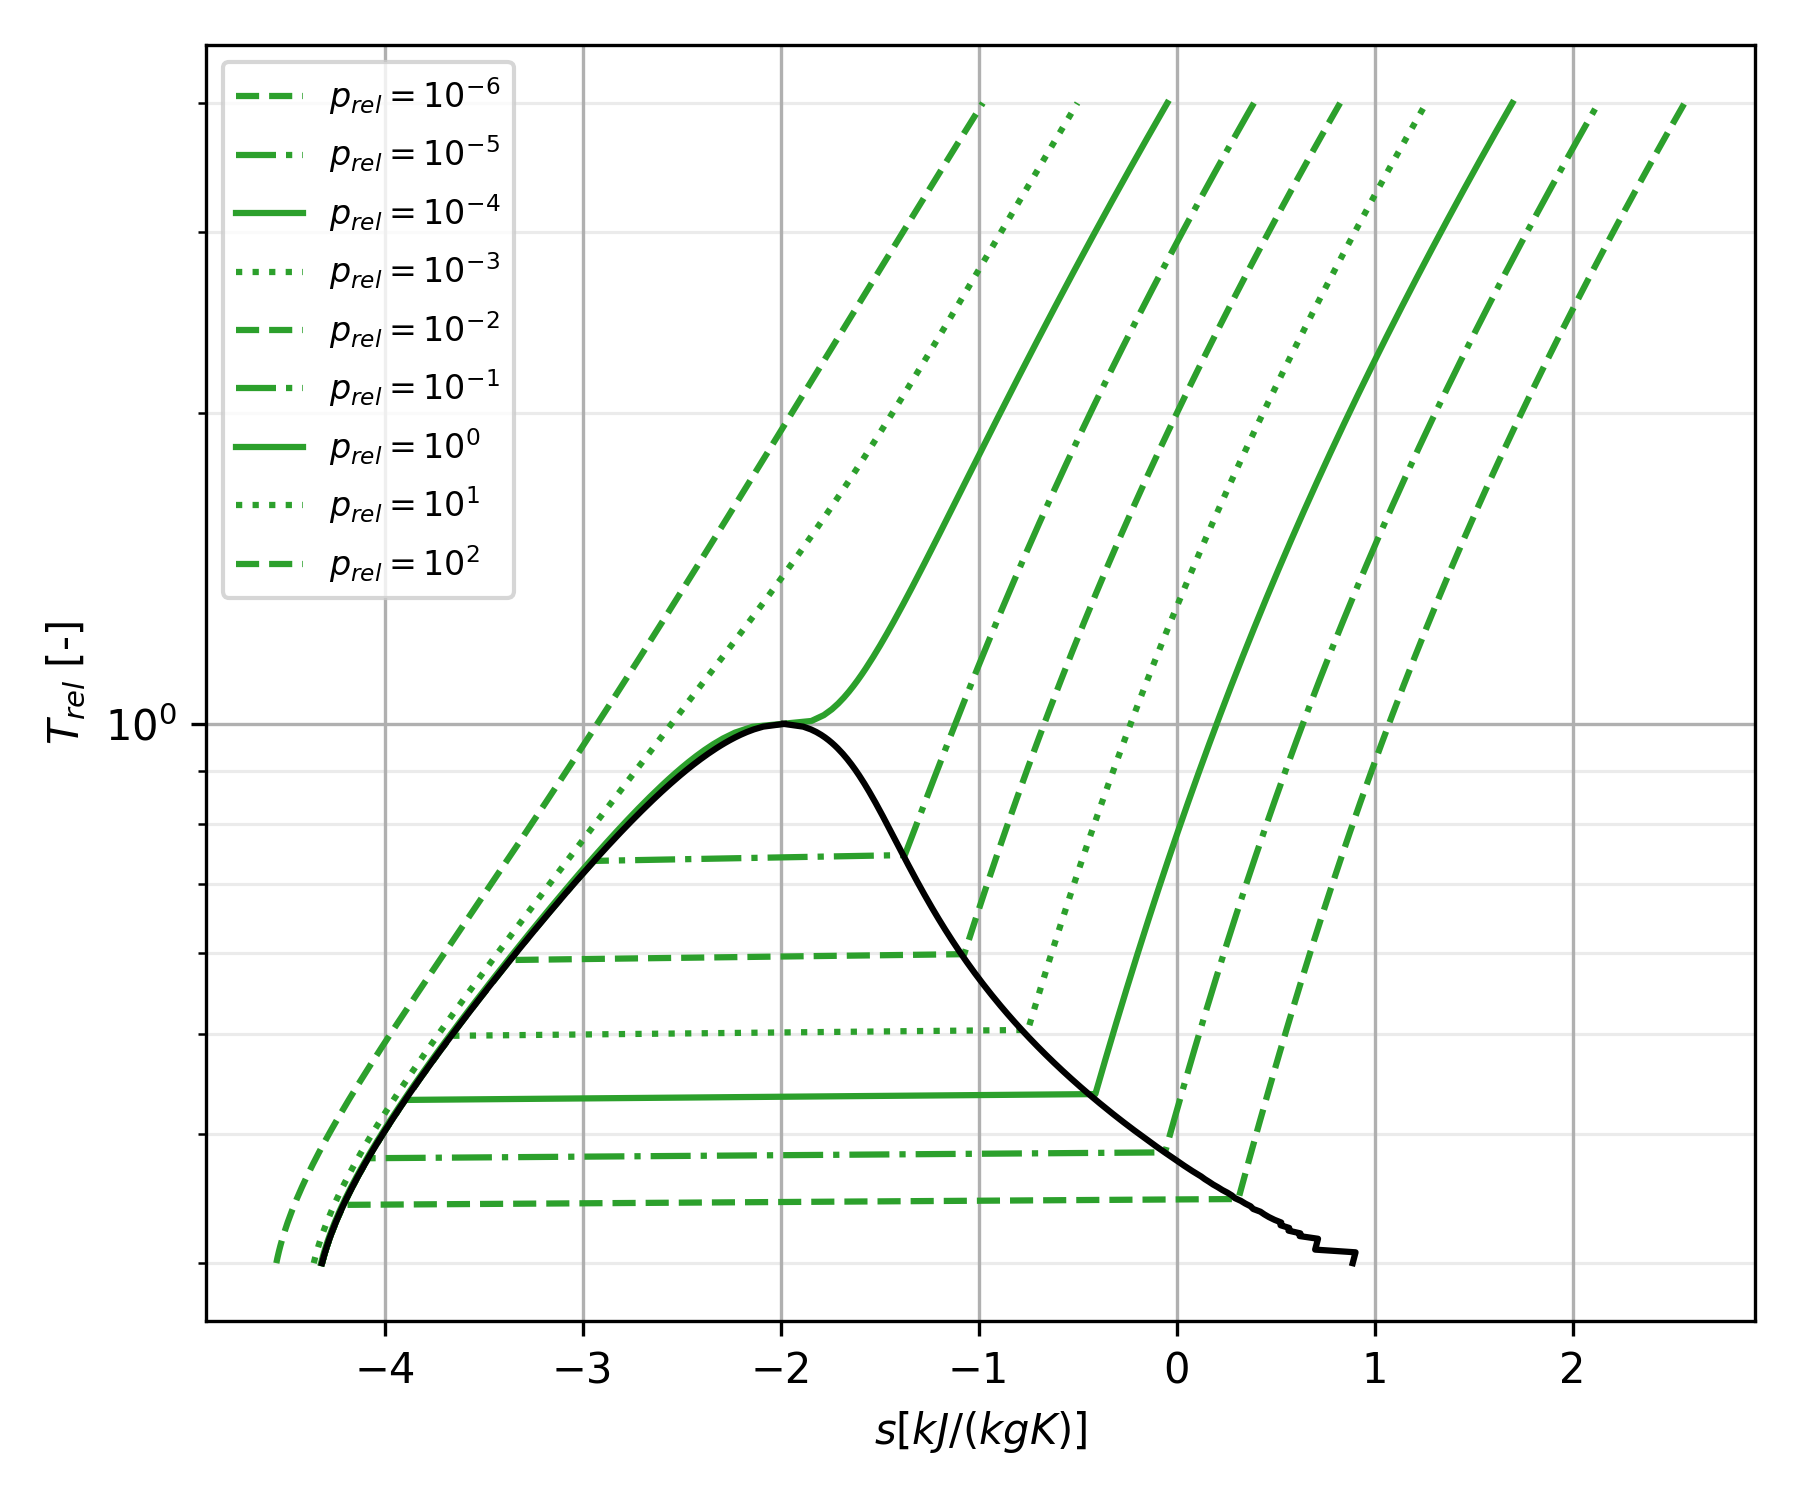 p_rel = 10^−6
p_rel = 10^−5
p_rel = 10^−4
p_rel = 10^−3
p_rel = 10^−2
p_rel = 10^−1
p_rel = 10^0
p_rel = 10^1
p_rel = 10^2
T_rel [-]
10^0
−4 −3 −2 −1 0 1 2
s[kJ/(kgK)]